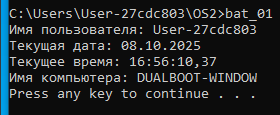 C:\Users\User-27cdc803\OS2>bat_01
Имя пользователя: User-27cdc803
Текущая дата: 08.10.2025
Текущее время: 16:56:10,37
Имя компьютера: DUALBOOT-WINDOW
Press any key to continue . . .